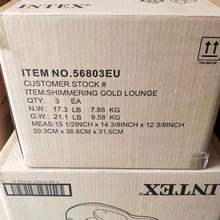 INTEX
ITEM NO.56803EU
CUSTOMER STOCK #
ITEM:SHIMMERING GOLD LOUNGE
QTY: 3 EA
N.W: 17.3 LB 7.88 KG
G.W: 21.1 LB 9.58 KG
MEAS:15 1/2INCH X 14 3/8INCH X 12 3/8INCH
39.3CM X 36.6CM X 31.5CM
INTEX